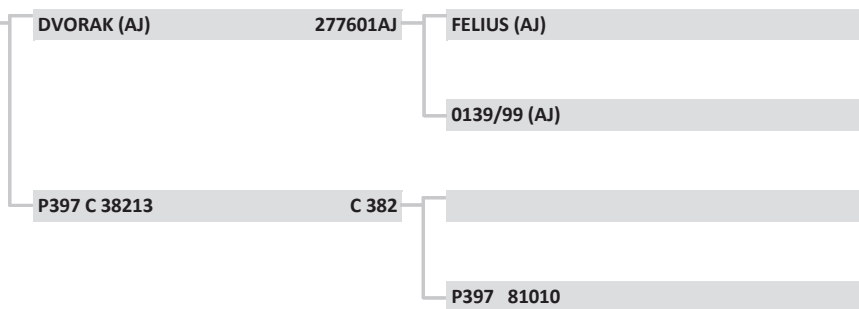 DVORAK (AJ) 277601AJ FELIUS (AJ)
0139/99 (AJ)
P397 C 38213 C 382
P397 81010